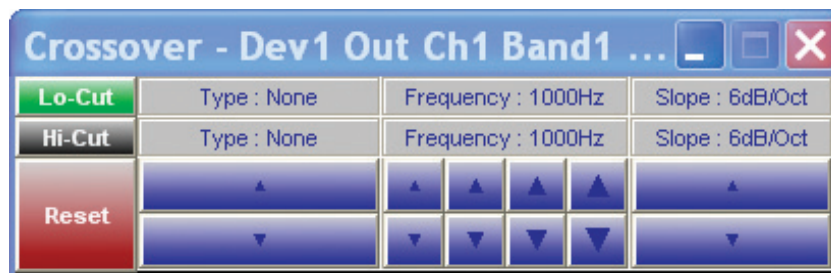 Crossover - Dev1 Out Ch1 Band1 ...
Lo-Cut Type : None Frequency : 1000Hz Slope : 6dB/Oct
Hi-Cut Type : None Frequency : 1000Hz Slope : 6dB/Oct
Reset